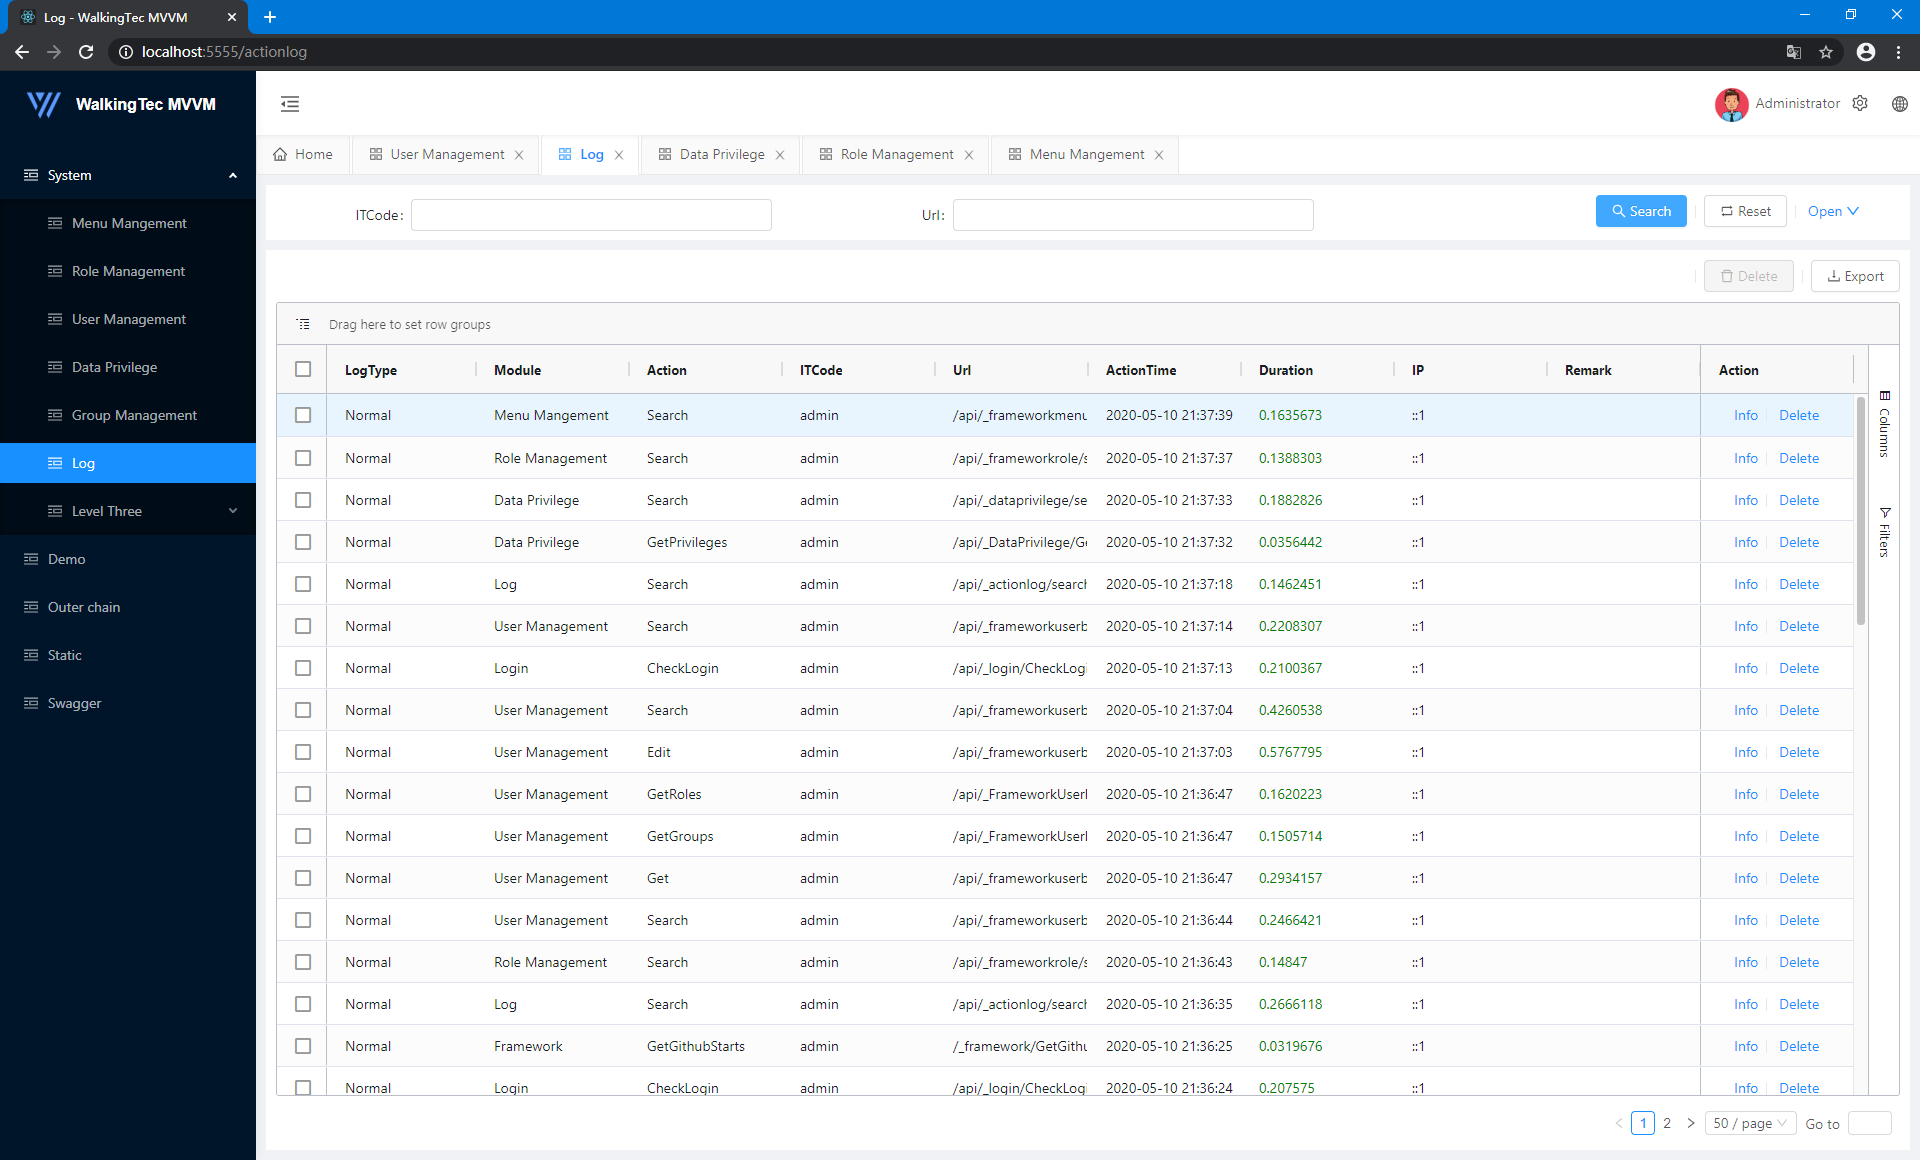 Log - WalkingTec MVVM
localhost:5555/actionlog
WalkingTec MVVM
Administrator
Home
User Management
Log
Data Privilege
Role Management
Menu Mangement
System
Menu Mangement
Role Management
User Management
Data Privilege
Group Management
Log
Level Three
Demo
Outer chain
Static
Swagger
ITCode:
Url:
Search
Reset
Open
Delete
Export
Drag here to set row groups
LogType Module Action ITCode Url ActionTime Duration IP Remark Action
Normal Menu Mangement Search admin /api/_frameworkmenu 2020-05-10 21:37:39 0.1635673 ::1 Info Delete
Normal Role Management Search admin /api/_frameworkrole/s 2020-05-10 21:37:37 0.1388303 ::1 Info Delete
Normal Data Privilege Search admin /api/_dataprivilege/se 2020-05-10 21:37:33 0.1882826 ::1 Info Delete
Normal Data Privilege GetPrivileges admin /api/_DataPrivilege/Ge 2020-05-10 21:37:32 0.0356442 ::1 Info Delete
Normal Log Search admin /api/_actionlog/search 2020-05-10 21:37:18 0.1462451 ::1 Info Delete
Normal User Management Search admin /api/_frameworkuserb 2020-05-10 21:37:14 0.2208307 ::1 Info Delete
Normal Login CheckLogin admin /api/_login/CheckLogi 2020-05-10 21:37:13 0.2100367 ::1 Info Delete
Normal User Management Search admin /api/_frameworkuserb 2020-05-10 21:37:04 0.4260538 ::1 Info Delete
Normal User Management Edit admin /api/_frameworkuserb 2020-05-10 21:37:03 0.5767795 ::1 Info Delete
Normal User Management GetRoles admin /api/_FrameworkUserl 2020-05-10 21:36:47 0.1620223 ::1 Info Delete
Normal User Management GetGroups admin /api/_FrameworkUserl 2020-05-10 21:36:47 0.1505714 ::1 Info Delete
Normal User Management Get admin /api/_frameworkuserb 2020-05-10 21:36:47 0.2934157 ::1 Info Delete
Normal User Management Search admin /api/_frameworkuserb 2020-05-10 21:36:44 0.2466421 ::1 Info Delete
Normal Role Management Search admin /api/_frameworkrole/s 2020-05-10 21:36:43 0.14847 ::1 Info Delete
Normal Log Search admin /api/_actionlog/search 2020-05-10 21:36:35 0.2666118 ::1 Info Delete
Normal Framework GetGithubStarts admin /_framework/GetGithu 2020-05-10 21:36:25 0.0319676 ::1 Info Delete
Normal Login CheckLogin admin /api/_login/CheckLogi 2020-05-10 21:36:24 0.207575 ::1 Info Delete
Columns
Filters
1 2 50 / page Go to